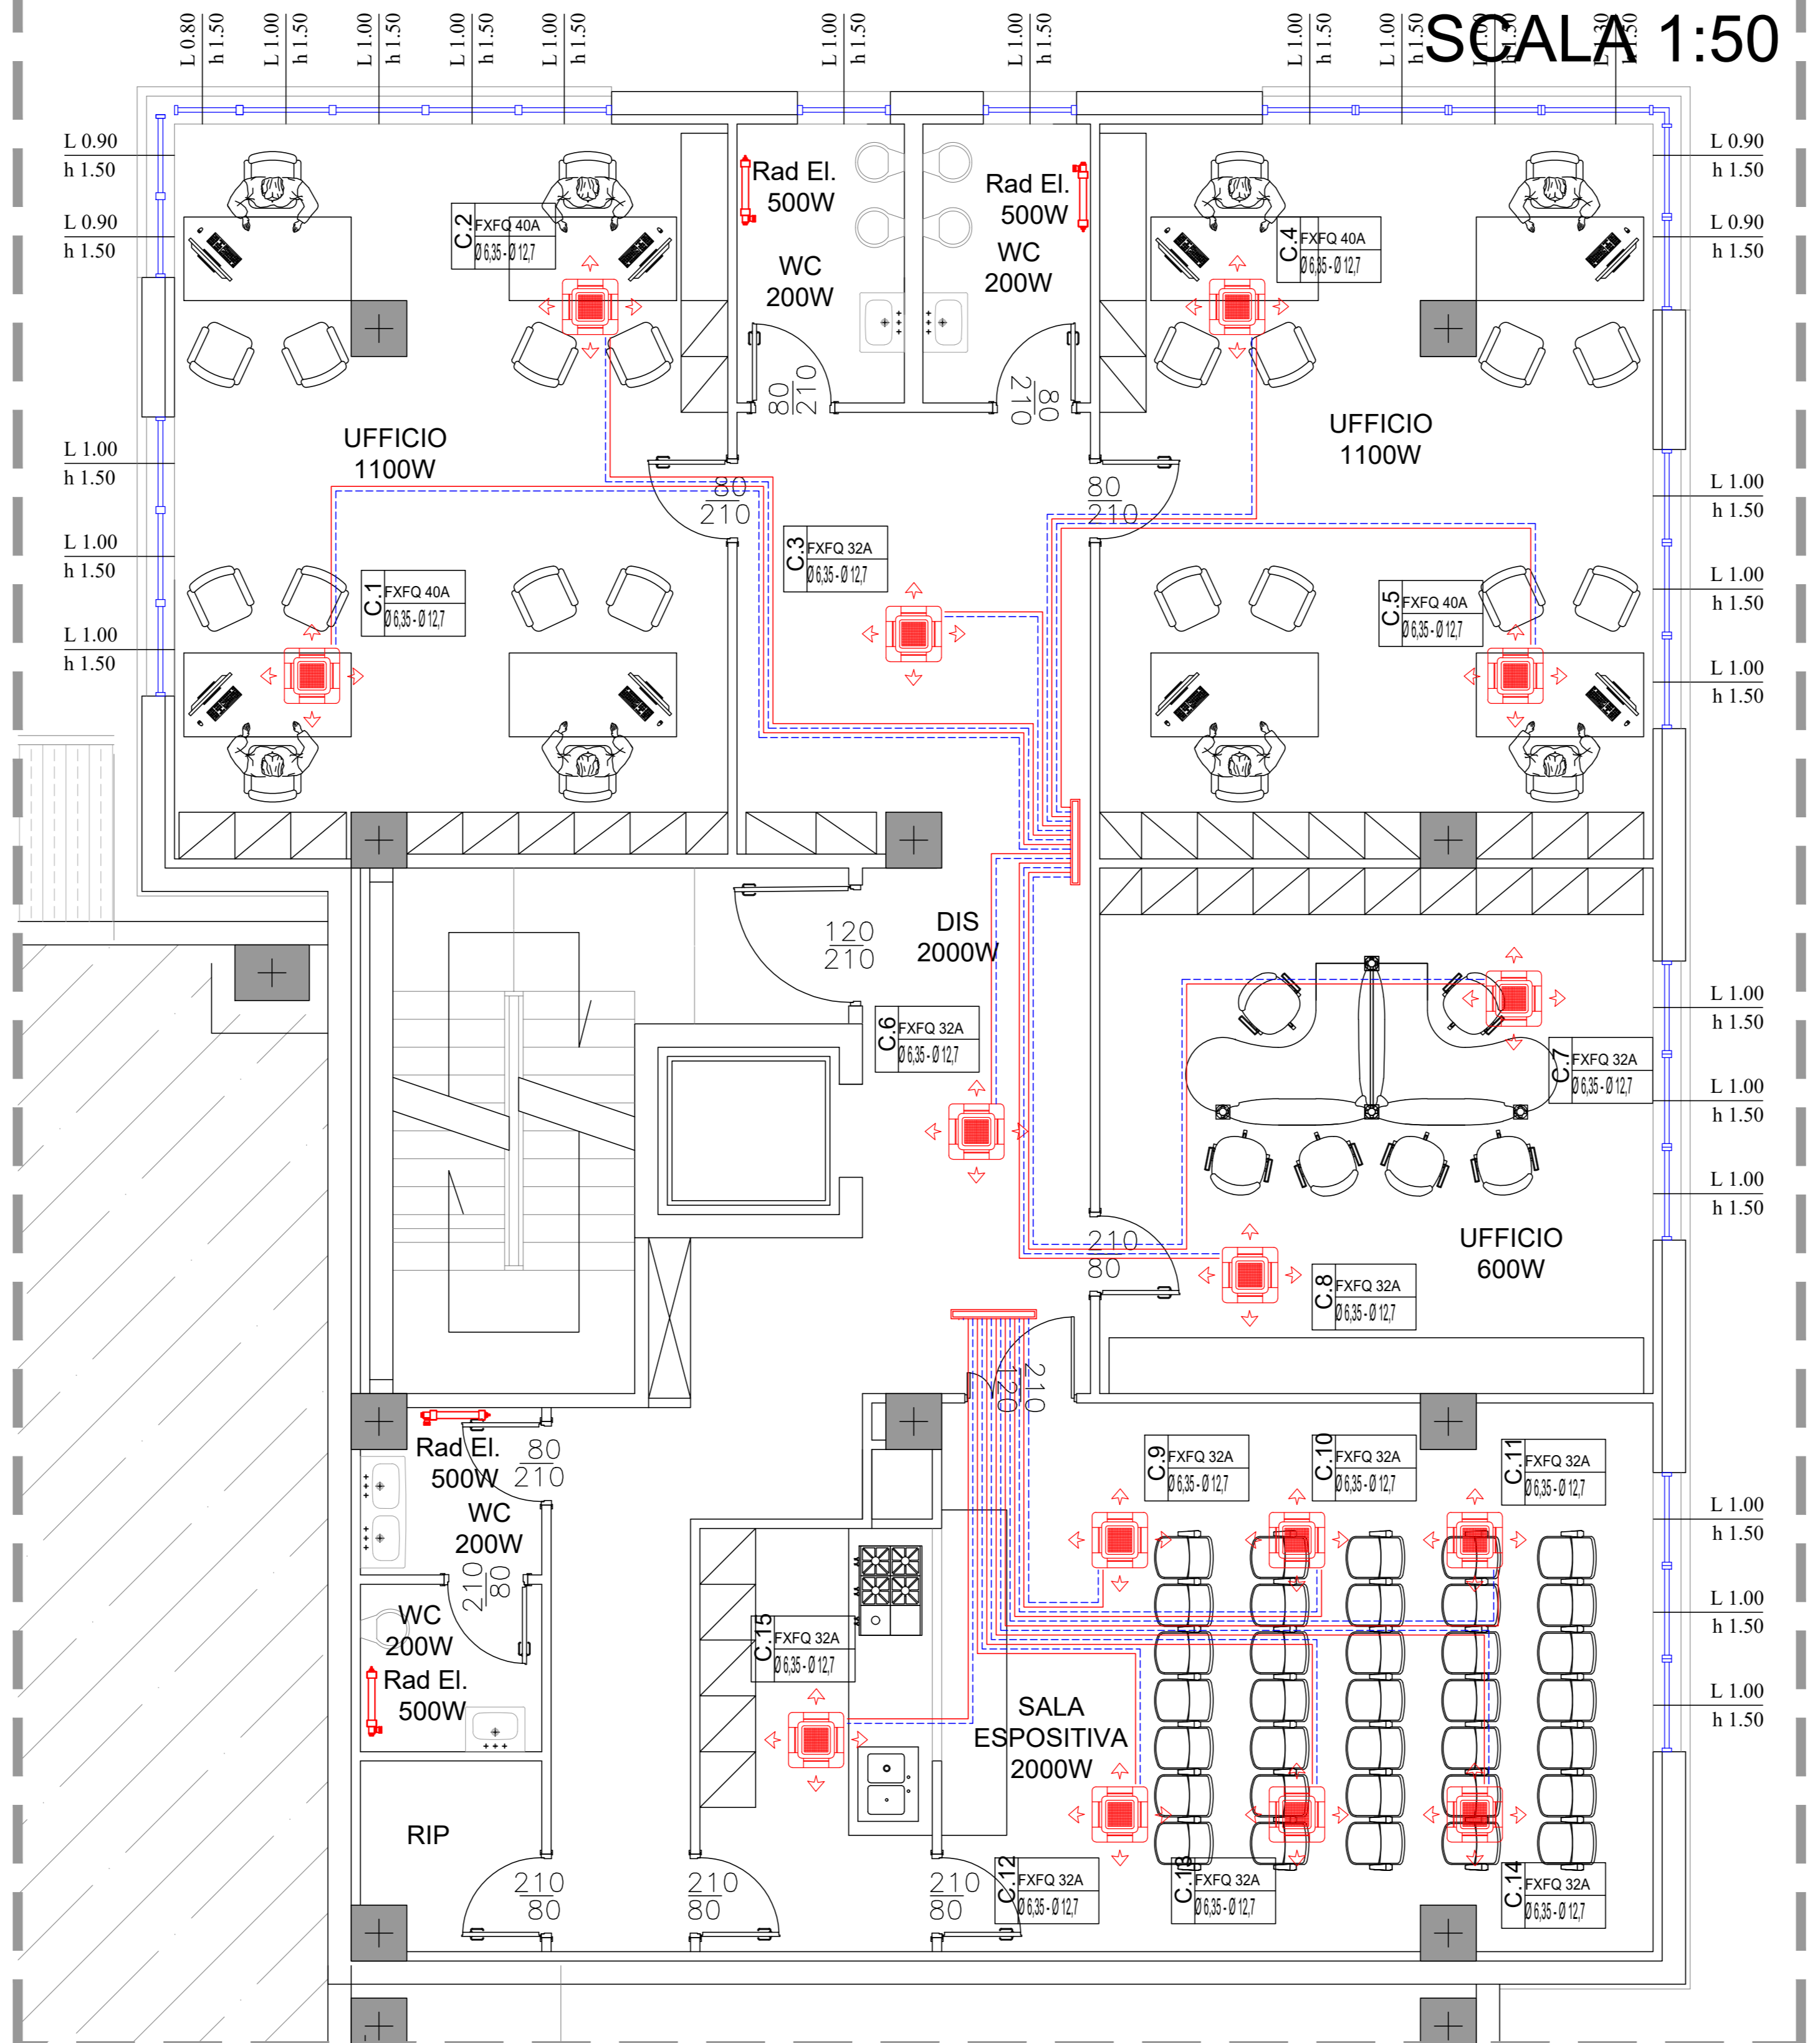 SCALA 1:50
L 0.80
h 1.50
L 1.00
h 1.50
L 1.00
h 1.50
L 1.00
h 1.50
L 1.00
h 1.50
L 1.00
h 1.50
L 1.00
h 1.50
L 1.00
h 1.50
L 1.00
h 1.50
L 1.00
h 1.50
L 1.30
h 1.50
L 0.90
h 1.50
L 0.90
h 1.50
L 1.00
h 1.50
L 1.00
h 1.50
L 1.00
h 1.50
L 0.90
h 1.50
L 0.90
h 1.50
L 1.00
h 1.50
L 1.00
h 1.50
L 1.00
h 1.50
L 1.00
h 1.50
L 1.00
h 1.50
L 1.00
h 1.50
L 1.00
h 1.50
L 1.00
h 1.50
L 1.00
h 1.50
C.2
FXFQ 40A
Ø 6,35 - Ø 12,7
Rad El.
500W
WC
200W
80
210
Rad El.
500W
WC
200W
80
210
C.4
FXFQ 40A
Ø 6,35 - Ø 12,7
UFFICIO
1100W
80
210
UFFICIO
1100W
80
210
C.3
FXFQ 32A
Ø 6,35 - Ø 12,7
C.1
FXFQ 40A
Ø 6,35 - Ø 12,7
C.5
FXFQ 40A
Ø 6,35 - Ø 12,7
DIS
2000W
120
210
C.6
FXFQ 32A
Ø 6,35 - Ø 12,7
C.7
FXFQ 32A
Ø 6,35 - Ø 12,7
210
80
UFFICIO
600W
C.8
FXFQ 32A
Ø 6,35 - Ø 12,7
210
120
Rad El.
500W
80
210
WC
200W
210
80
WC
200W
Rad El.
500W
C.9
FXFQ 32A
Ø 6,35 - Ø 12,7
C.10
FXFQ 32A
Ø 6,35 - Ø 12,7
C.11
FXFQ 32A
Ø 6,35 - Ø 12,7
C.15
FXFQ 32A
Ø 6,35 - Ø 12,7
SALA
ESPOSITIVA
2000W
RIP
210
80
210
80
210
80
C.12
FXFQ 32A
Ø 6,35 - Ø 12,7
C.13
FXFQ 32A
Ø 6,35 - Ø 12,7
C.14
FXFQ 32A
Ø 6,35 - Ø 12,7